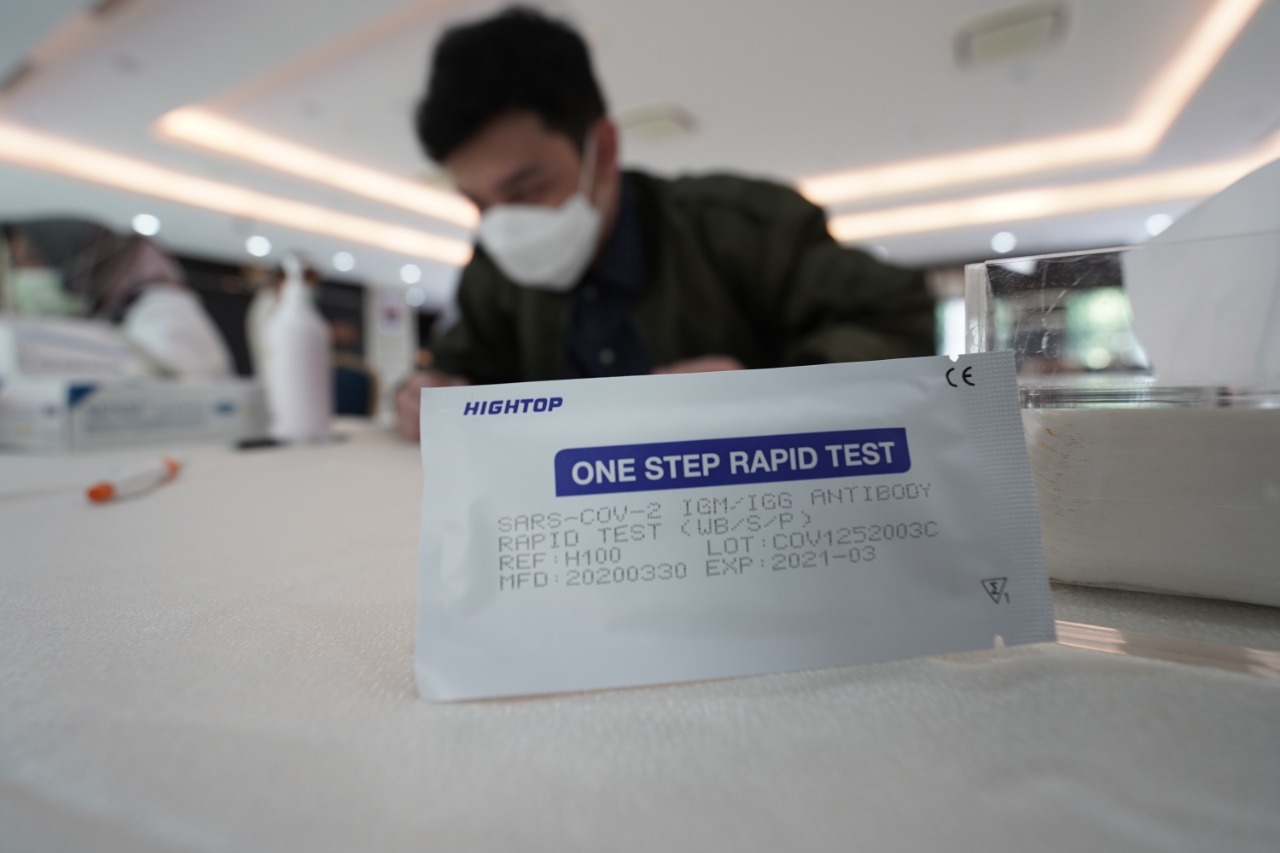 HIGHTOP
CE
ONE STEP RAPID TEST
SARS-COV-2 IGM/IGG ANTIBODY
RAPID TEST (WB/S/P)
REF:H100 LOT:COV1252003C
MFD:20200330 EXP:2021-03
Σ 1